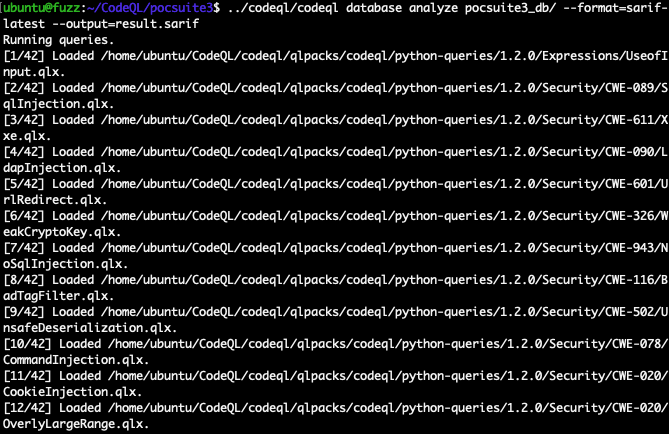 ubuntu@fuzz:~/CodeQL/pocsuite3$ ../codeql/codeql database analyze pocsuite3_db/ --format=sarif-
latest --output=result.sarif
Running queries.
[1/42] Loaded /home/ubuntu/CodeQL/codeql/qlpacks/codeql/python-queries/1.2.0/Expressions/UseofI
nput.qlx.
[2/42] Loaded /home/ubuntu/CodeQL/codeql/qlpacks/codeql/python-queries/1.2.0/Security/CWE-089/S
qlInjection.qlx.
[3/42] Loaded /home/ubuntu/CodeQL/codeql/qlpacks/codeql/python-queries/1.2.0/Security/CWE-611/X
xe.qlx.
[4/42] Loaded /home/ubuntu/CodeQL/codeql/qlpacks/codeql/python-queries/1.2.0/Security/CWE-090/L
dapInjection.qlx.
[5/42] Loaded /home/ubuntu/CodeQL/codeql/qlpacks/codeql/python-queries/1.2.0/Security/CWE-601/U
rlRedirect.qlx.
[6/42] Loaded /home/ubuntu/CodeQL/codeql/qlpacks/codeql/python-queries/1.2.0/Security/CWE-326/W
eakCryptoKey.qlx.
[7/42] Loaded /home/ubuntu/CodeQL/codeql/qlpacks/codeql/python-queries/1.2.0/Security/CWE-943/N
oSqlInjection.qlx.
[8/42] Loaded /home/ubuntu/CodeQL/codeql/qlpacks/codeql/python-queries/1.2.0/Security/CWE-116/B
adTagFilter.qlx.
[9/42] Loaded /home/ubuntu/CodeQL/codeql/qlpacks/codeql/python-queries/1.2.0/Security/CWE-502/U
nsafeDeserialization.qlx.
[10/42] Loaded /home/ubuntu/CodeQL/codeql/qlpacks/codeql/python-queries/1.2.0/Security/CWE-078/
CommandInjection.qlx.
[11/42] Loaded /home/ubuntu/CodeQL/codeql/qlpacks/codeql/python-queries/1.2.0/Security/CWE-020/
CookieInjection.qlx.
[12/42] Loaded /home/ubuntu/CodeQL/codeql/qlpacks/codeql/python-queries/1.2.0/Security/CWE-020/
OverlyLargeRange.qlx.